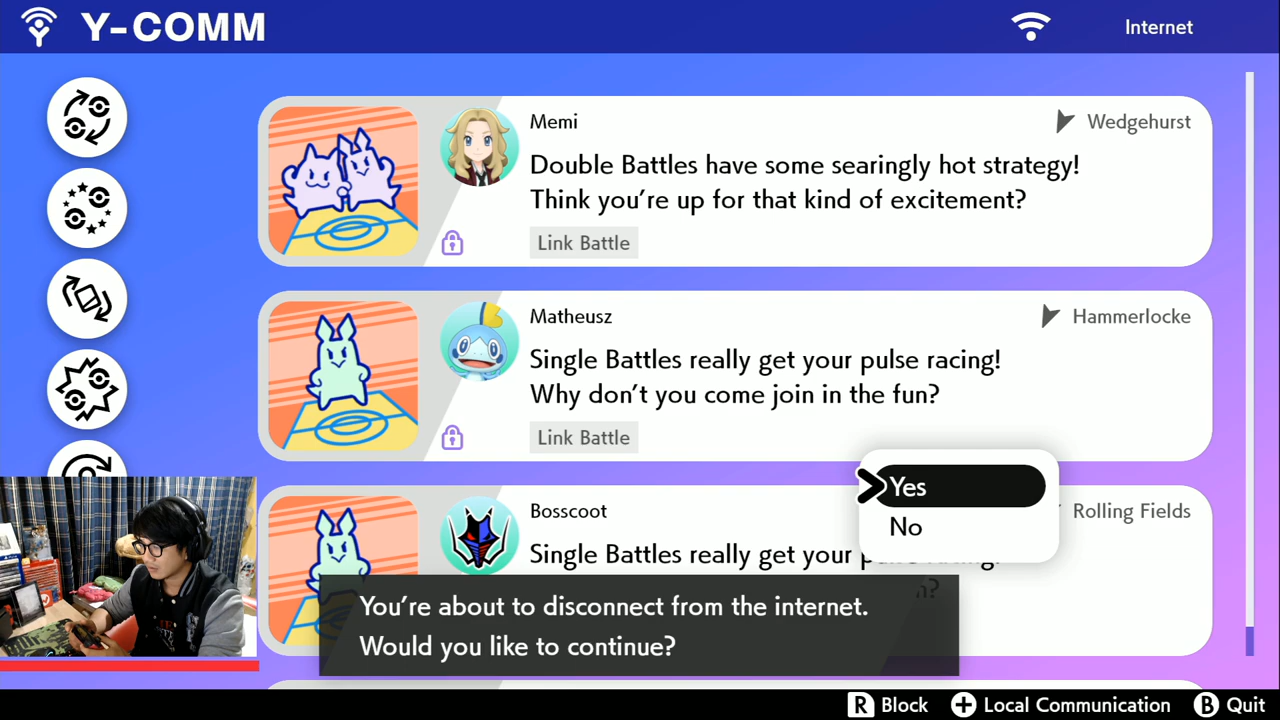 Y-COMM
Internet
Memi
Wedgehurst
Double Battles have some searingly hot strategy!
Think you're up for that kind of excitement?
Link Battle
Matheusz
Hammerlocke
Single Battles really get your pulse racing!
Why don't you come join in the fun?
Link Battle
Yes
No
Bosscoot
Rolling Fields
Single Battles really get your
You're about to disconnect from the internet.
Would you like to continue?
R Block
+ Local Communication
B Quit